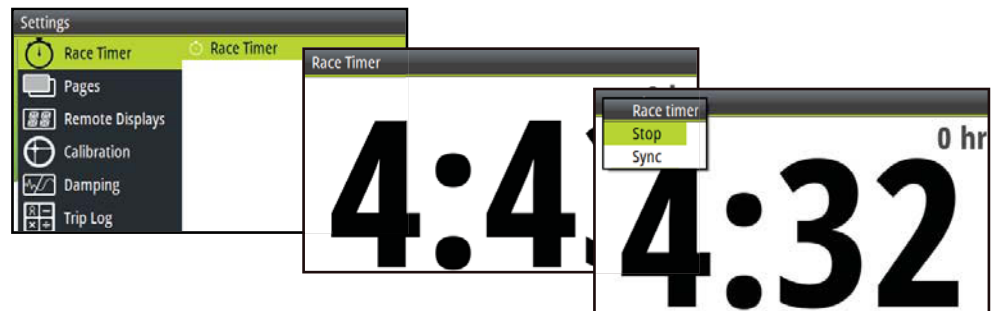 Settings
Race Timer
Race Timer
Pages
Remote Displays
Calibration
Damping
Trip Log
Race Timer
4:4
Race timer
Stop
Sync
0 hr
4:32